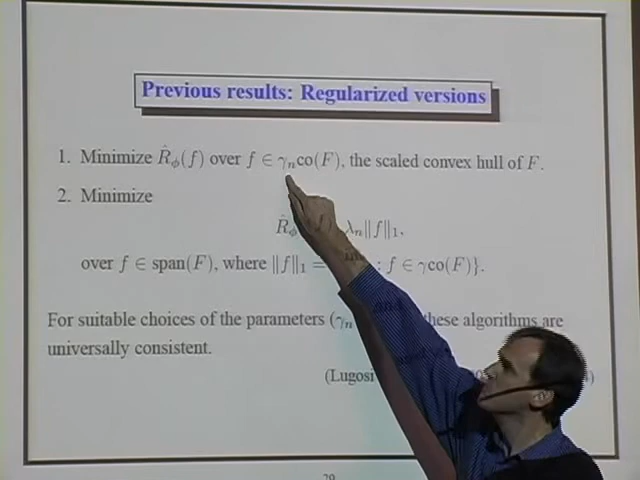 Previous results: Regularized versions
1. Minimize R̂ϕ(f) over f ∈ γₙco(F), the scaled convex hull of F.
2. Minimize
R̂ϕ(f) λₙ‖f‖₁,
over f ∈ span(F), where ‖f‖₁ = : f ∈ γco(F)}.
For suitable choices of the parameters (γₙ these algorithms are
universally consistent.
(Lugosi
29